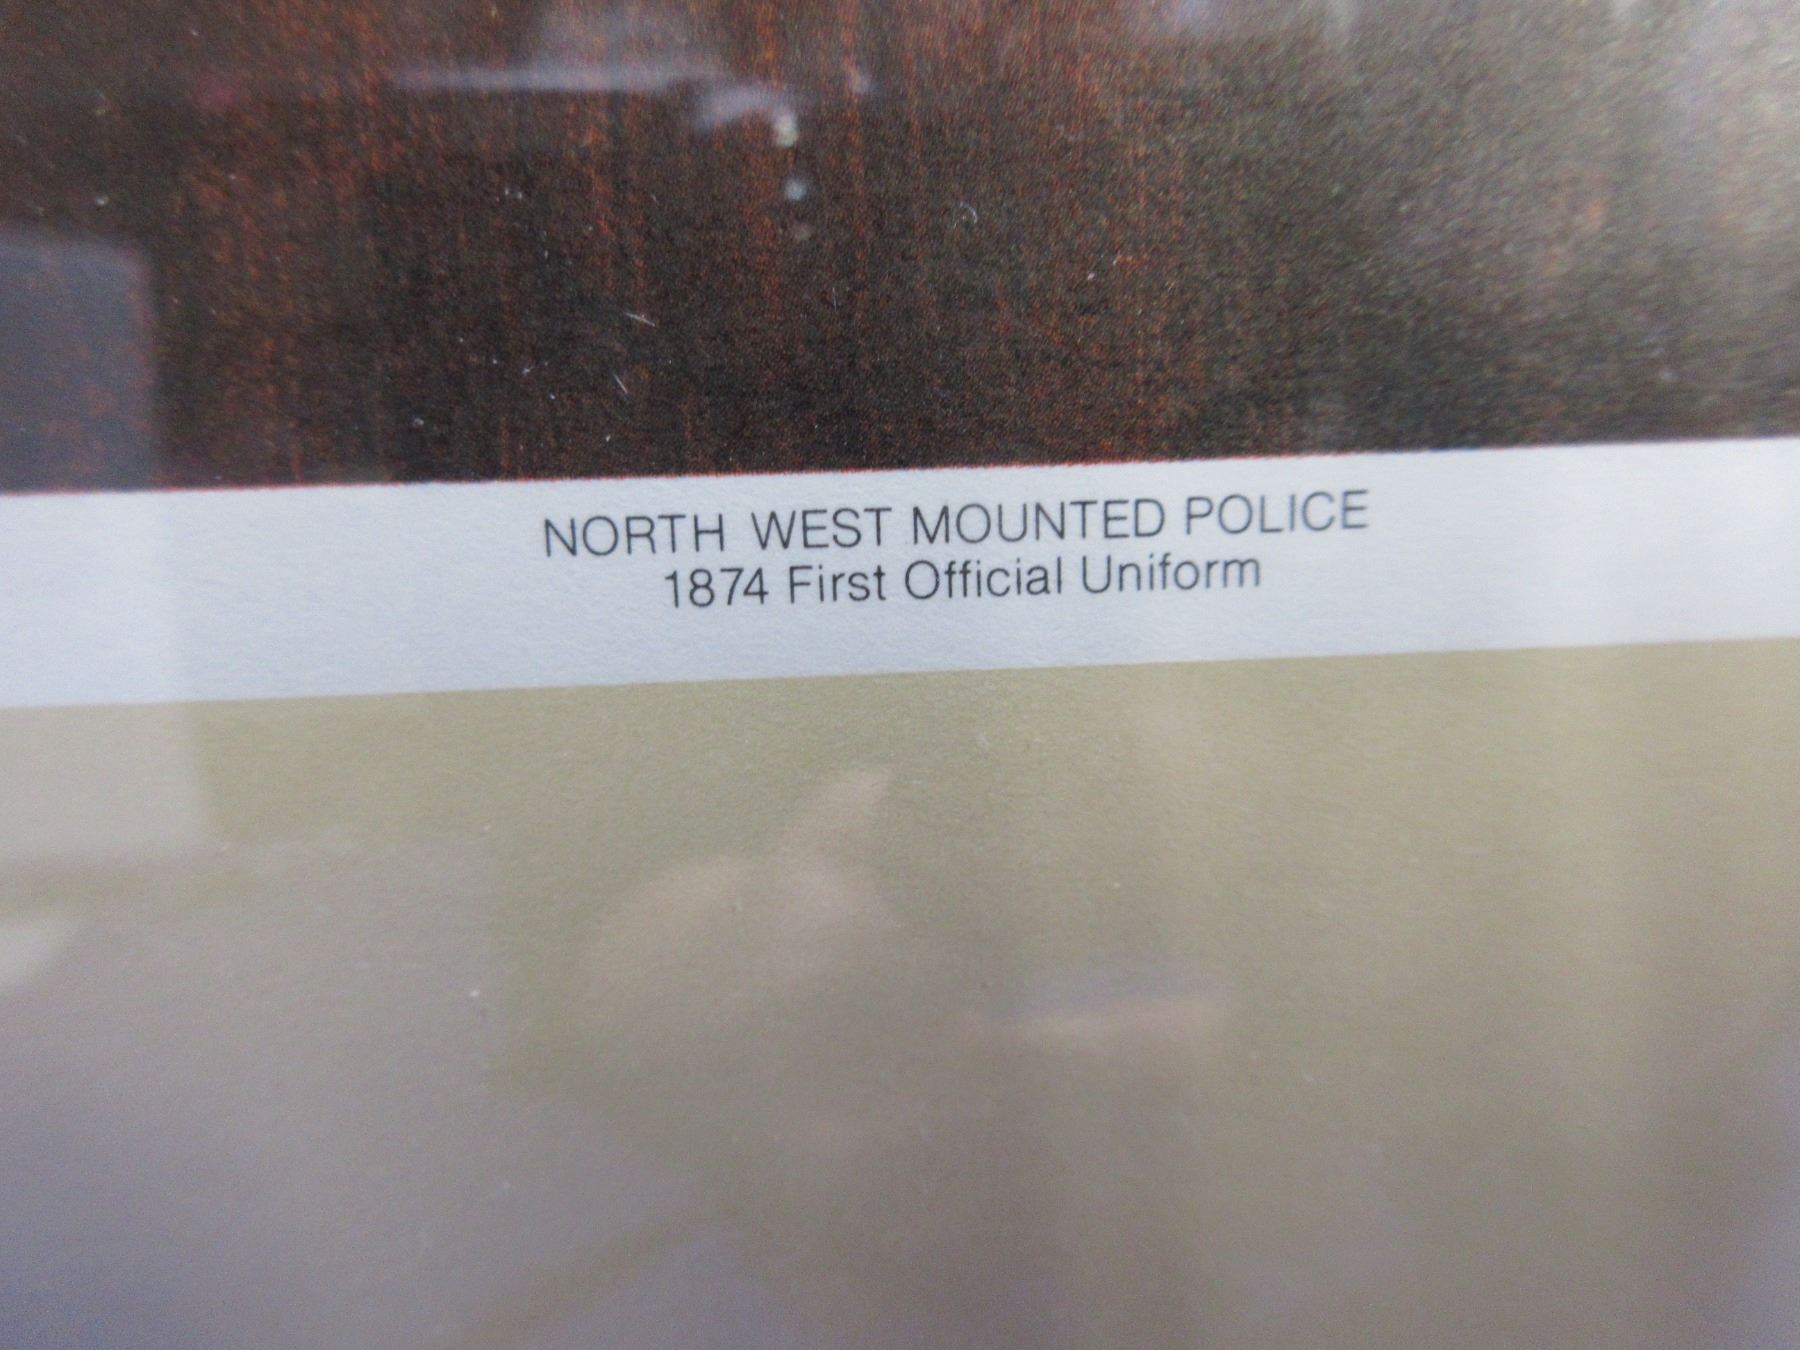 NORTH WEST MOUNTED POLICE
1874 First Official Uniform